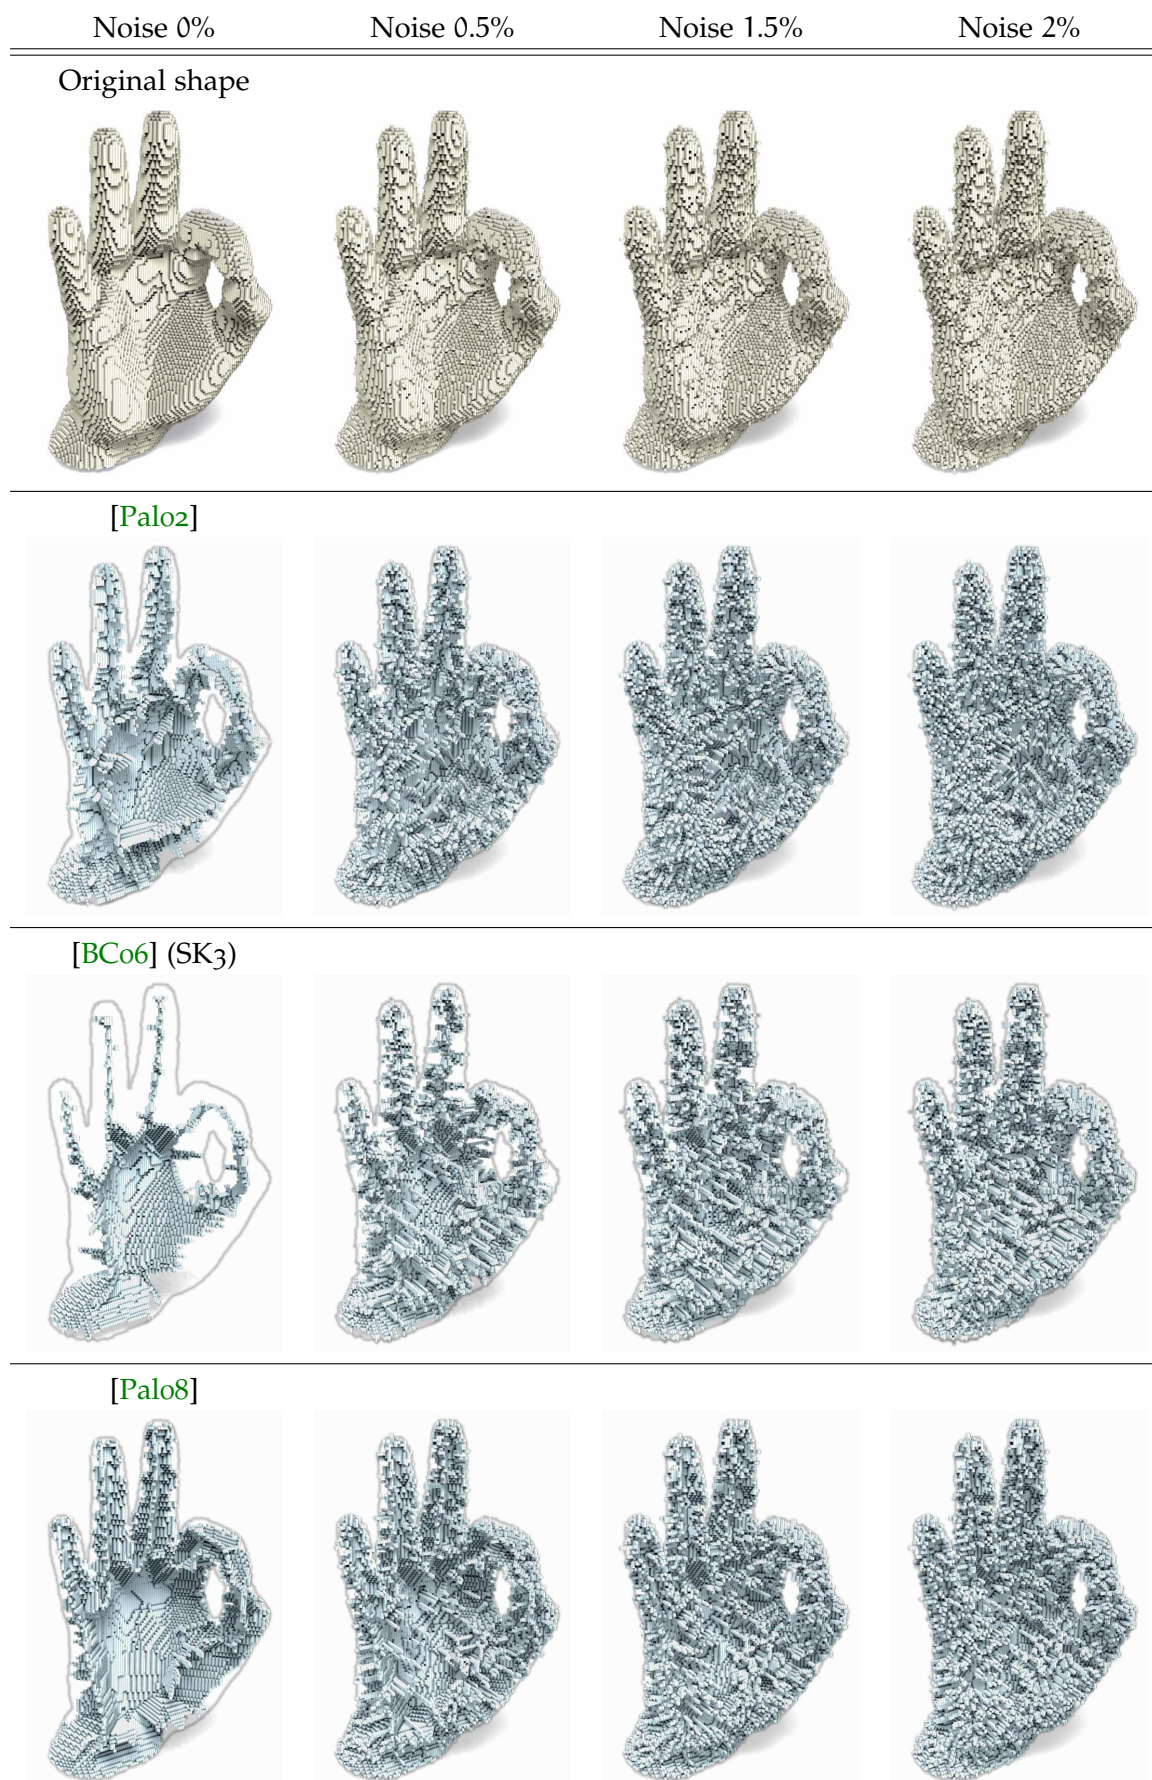 Noise 0% Noise 0.5% Noise 1.5% Noise 2%
Original shape
[Pal02]
[BC06] (SK3)
[Pal08]